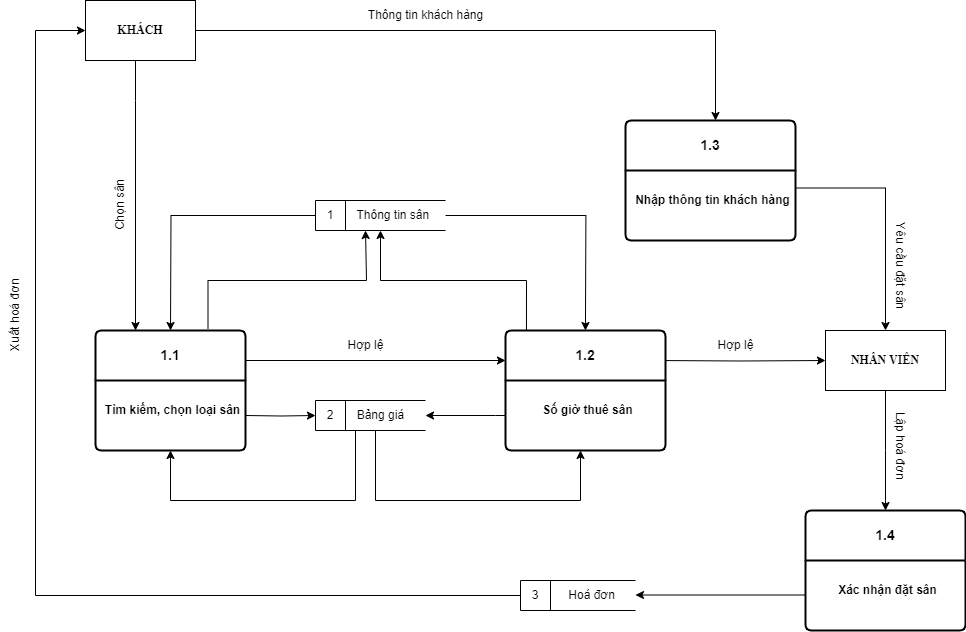 Thông tin khách hàng
KHÁCH
1.3
Nhập thông tin khách hàng
Chọn sân
1
Thông tin sân
Yêu cầu đặt sân
Xuất hoá đơn
1.1
Hợp lệ
1.2
Hợp lệ
NHÂN VIÊN
Tìm kiếm, chọn loại sân
2
Bảng giá
Số giờ thuê sân
Lập hoá đơn
1.4
Xác nhận đặt sân
3
Hoá đơn